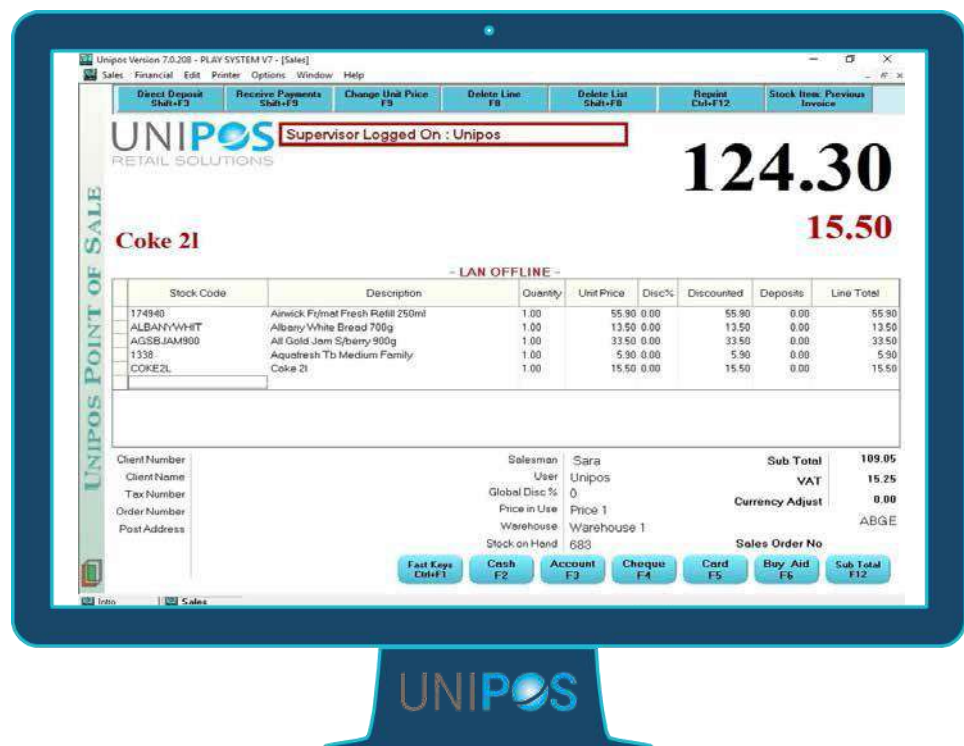 Unipos Version 7.0.208 - PLAY SYSTEM V7 - [Sales]
Sales Financial Edit Printer Options Window Help
Direct Deposit Shift+F3
Receive Payments Shift+F9
Change Unit Price F9
Delete Line F8
Delete List Shift+F8
Reprint Ctrl+F12
Stock Item: Previous Invoice
UNIPOS
RETAIL SOLUTIONS
Supervisor Logged On : Unipos
124.30
15.50
Coke 2l
UNIPOS POINT OF SALE
- LAN OFFLINE -
Stock Code Description Quantity Unit Price Disc% Discounted Deposits Line Total
174940 Airwick Fr/mat Fresh Refill 250ml 1.00 55.90 0.00 55.90 0.00 55.90
ALBANYWHIT Albany White Bread 700g 1.00 13.50 0.00 13.50 0.00 13.50
AGSBJAM900 All Gold Jam S/berry 900g 1.00 33.50 0.00 33.50 0.00 33.50
1338 Aquafresh Tb Medium Family 1.00 5.90 0.00 5.90 0.00 5.90
COKE2L Coke 2l 1.00 15.50 0.00 15.50 0.00 15.50
Client Number
Client Name
Tax Number
Order Number
Post Address
Salesman Sara
User Unipos
Global Disc % 0
Price in Use Price 1
Warehouse Warehouse 1
Stock on Hand 683
Sub Total 109.05
VAT 15.25
Currency Adjust 0.00
ABGE
Sales Order No
Fast Keys Ctrl+F1
Cash F2
Account F3
Cheque F4
Card F5
Buy Aid F6
Sub Total F12
Intro Sales
UNIPOS